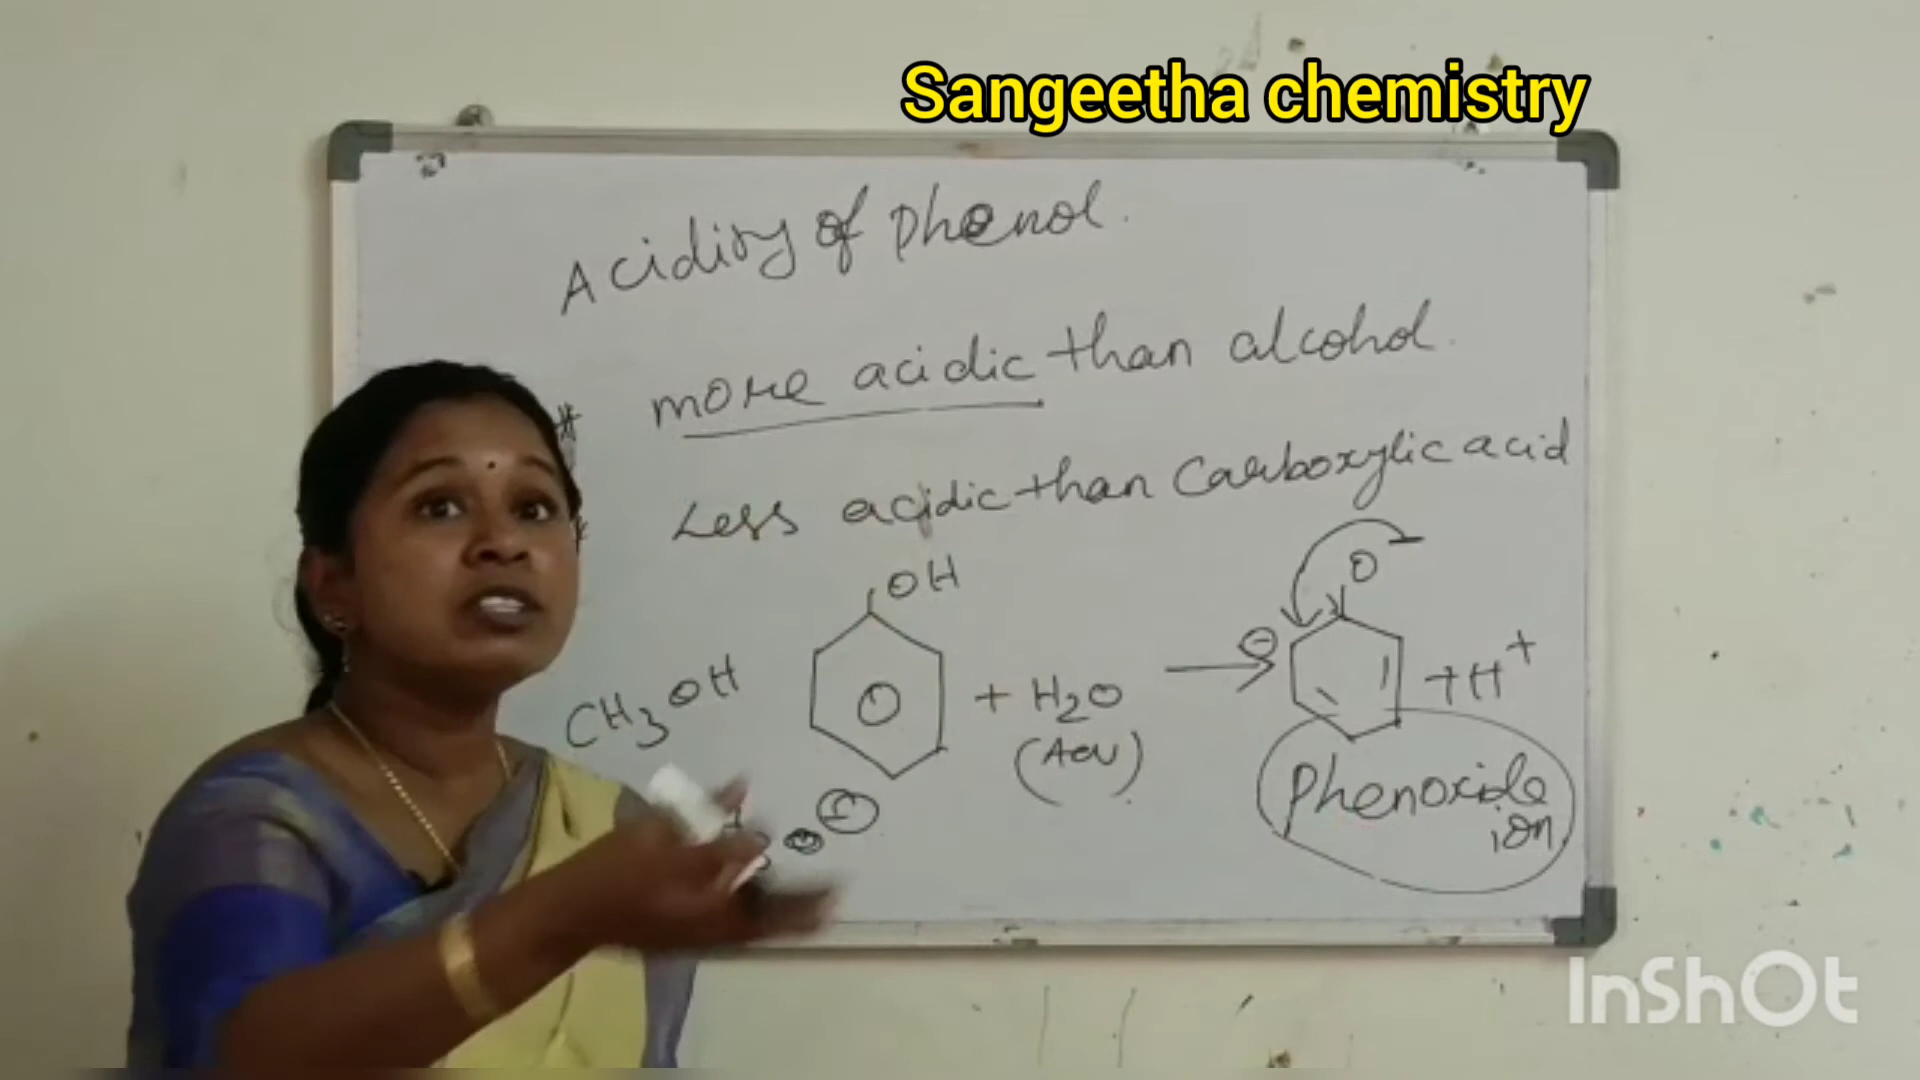 Sangeetha chemistry
Acidity of phenol.
* more acidic than alcohol.
* Less acidic than Carboxylic acid
OH
O
CH3OH
+ H2O
⊖
+H+
Phenoxide
ion
InShOt